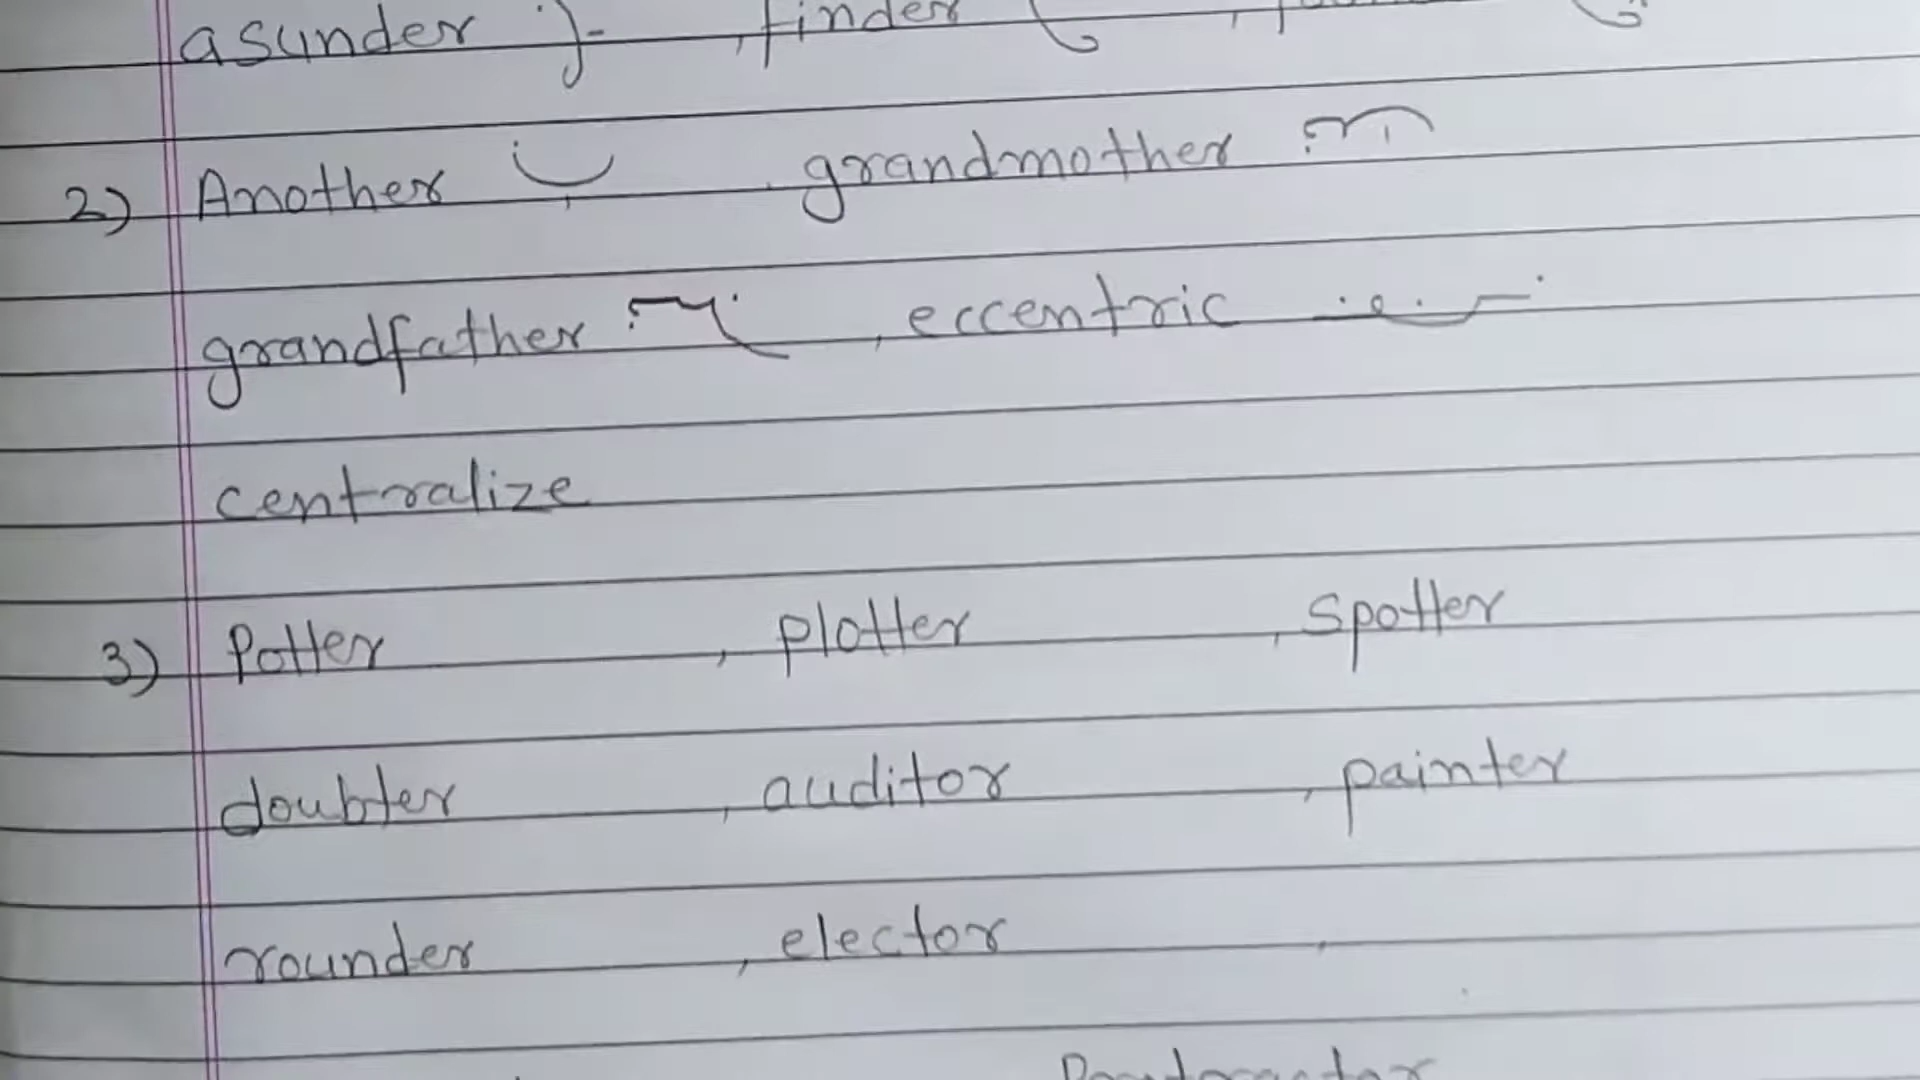 asunder , finder ,
2) Another , grandmother
grandfather , eccentric
centralize
3) Potter , plotter , spotter
doubter , auditor , painter
rounder , elector ,